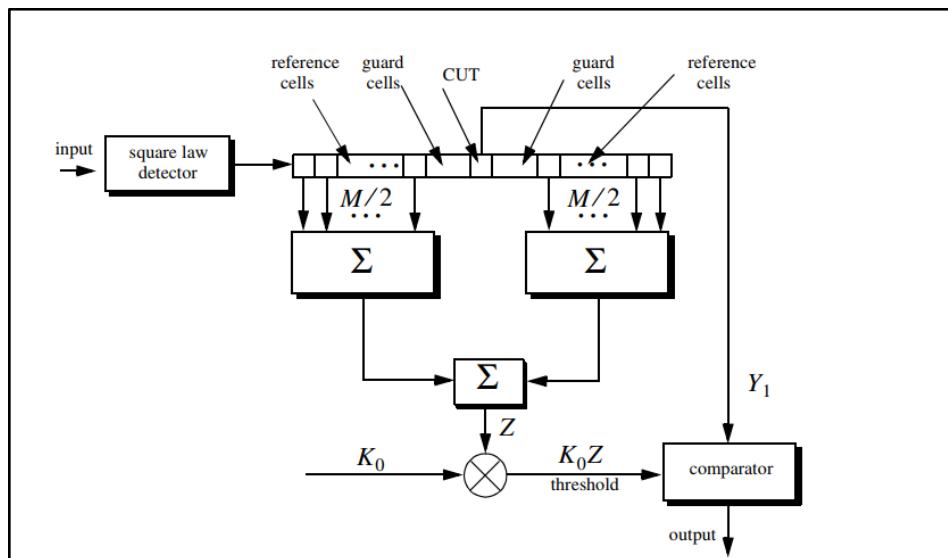 reference cells
guard cells
CUT
guard cells
reference cells
input
square law detector
...
...
M/2
...
M/2
...
Σ
Σ
Σ
Y1
Z
K0
K0Z
threshold
comparator
output